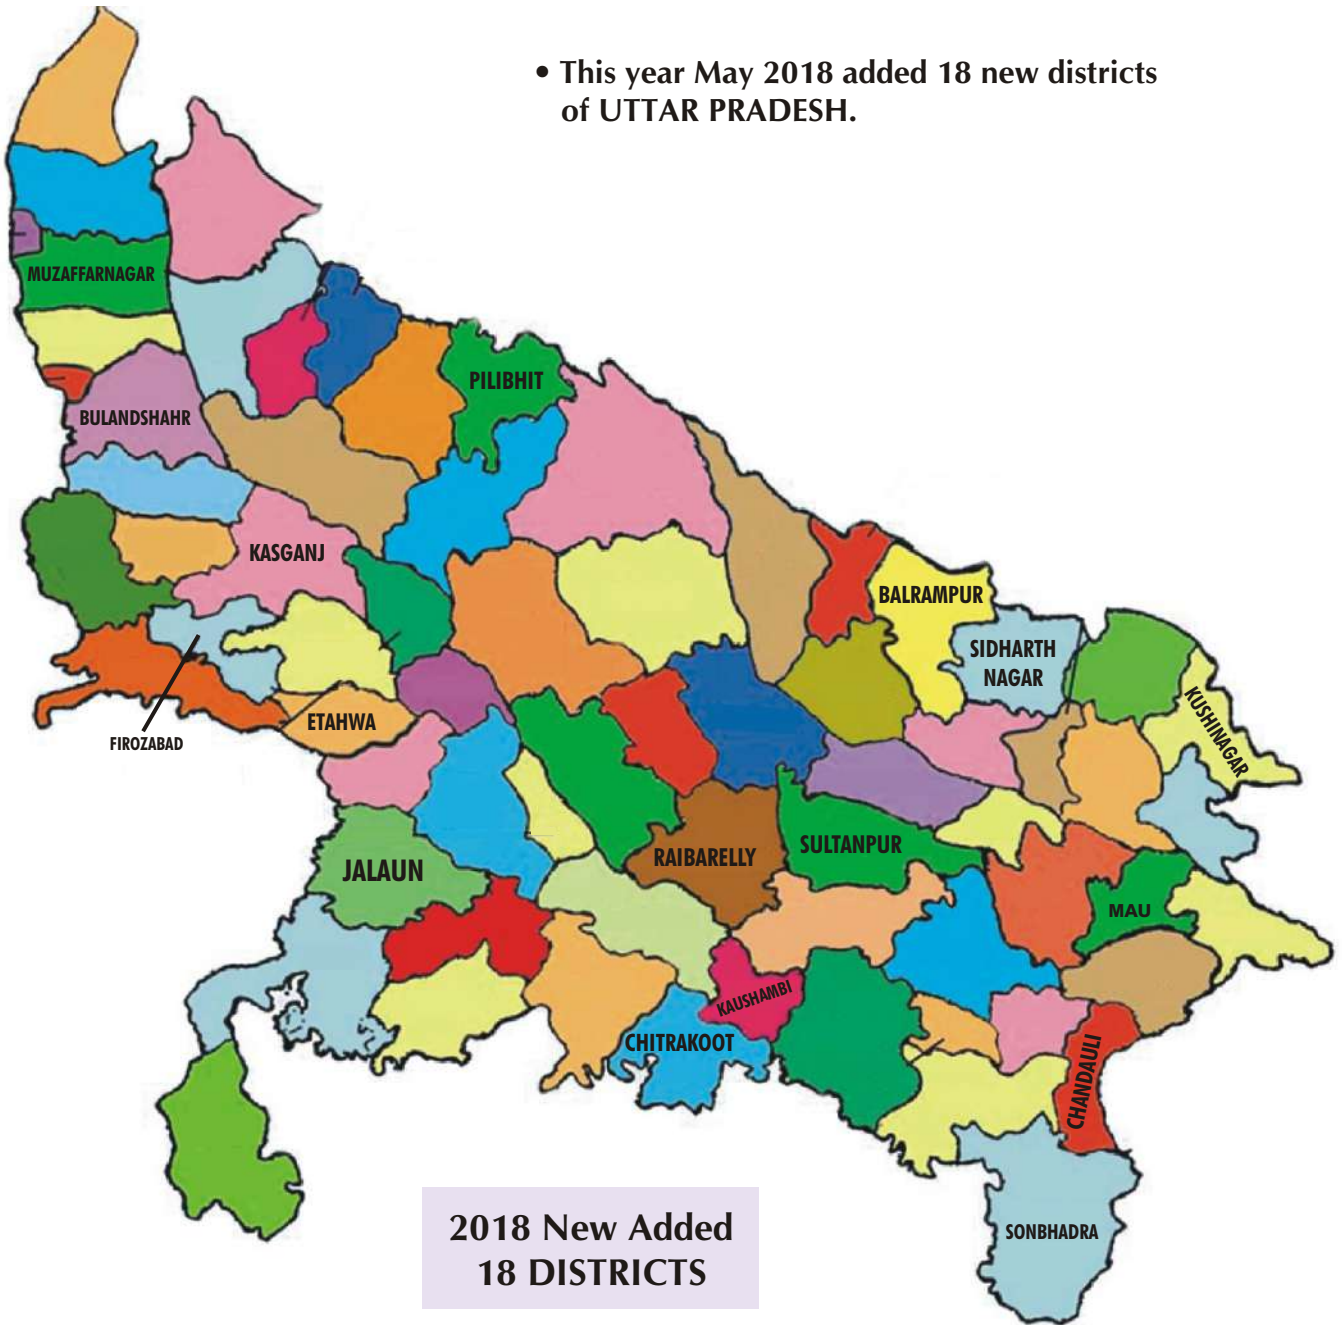 • This year May 2018 added 18 new districts
of UTTAR PRADESH.
MUZAFFARNAGAR
PILIBHIT
BULANDSHAHR
KASGANJ
BALRAMPUR
SIDHARTH
NAGAR
KUSHINAGAR
ETAHWA
FIROZABAD
RAIBARELLY
SULTANPUR
JALAUN
MAU
KAUSHAMBI
CHITRAKOOT
CHANDAULI
SONBHADRA
2018 New Added
18 DISTRICTS